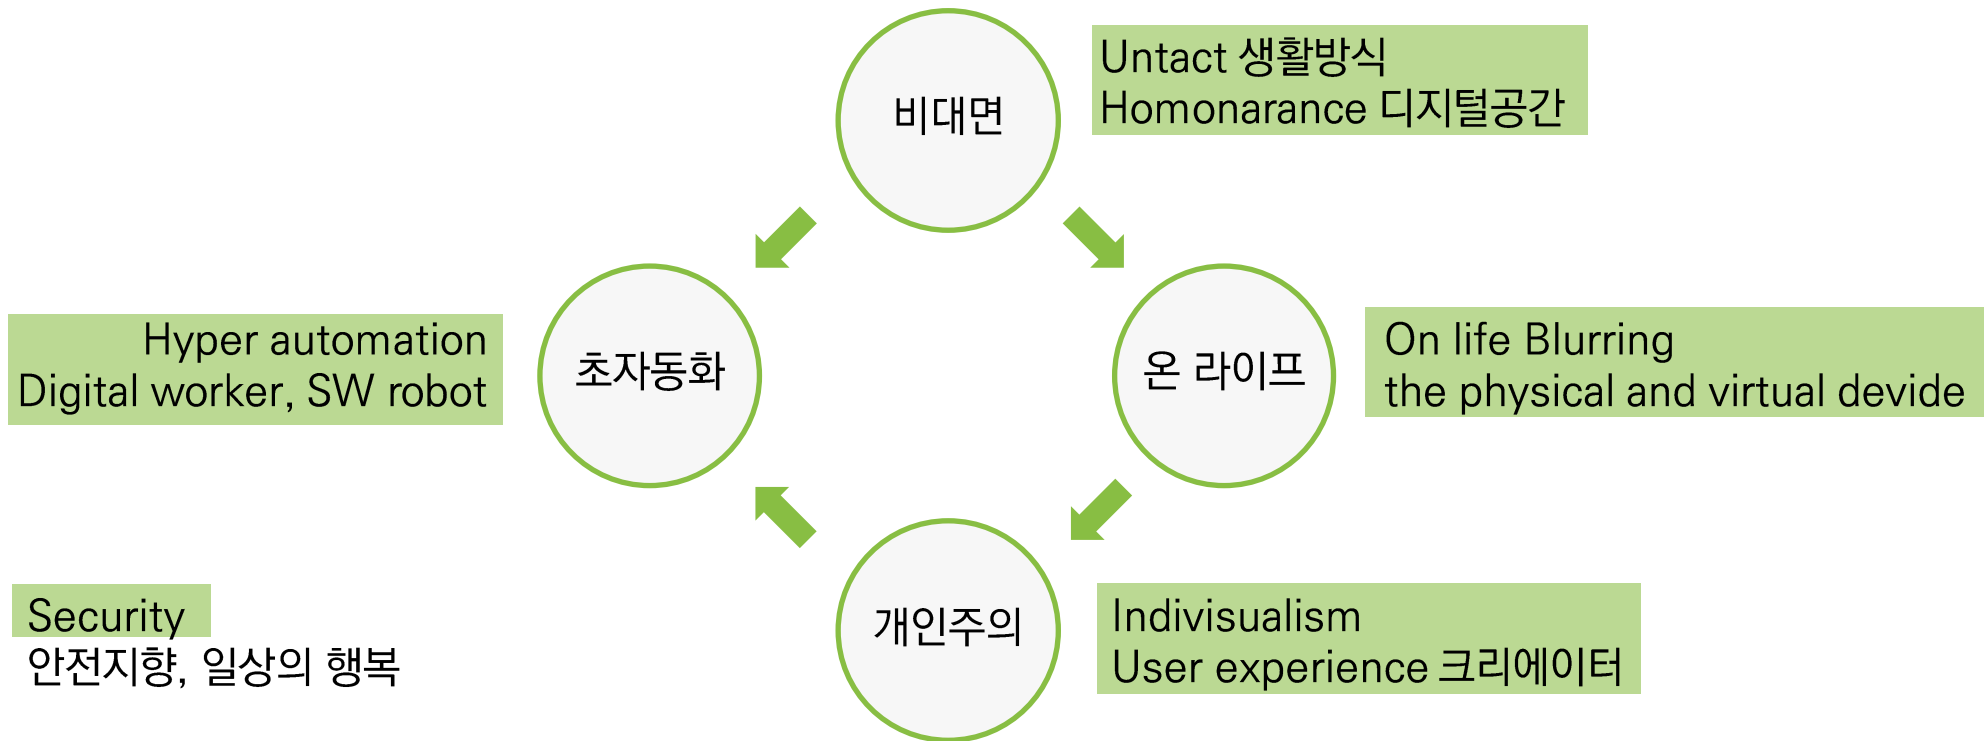 비대면
Untact 생활방식
Homonarance 디지털공간
Hyper automation
Digital worker, SW robot
초자동화
온 라이프
On life Blurring
the physical and virtual devide
Security
안전지향, 일상의 행복
개인주의
Indivisualism
User experience 크리에이터